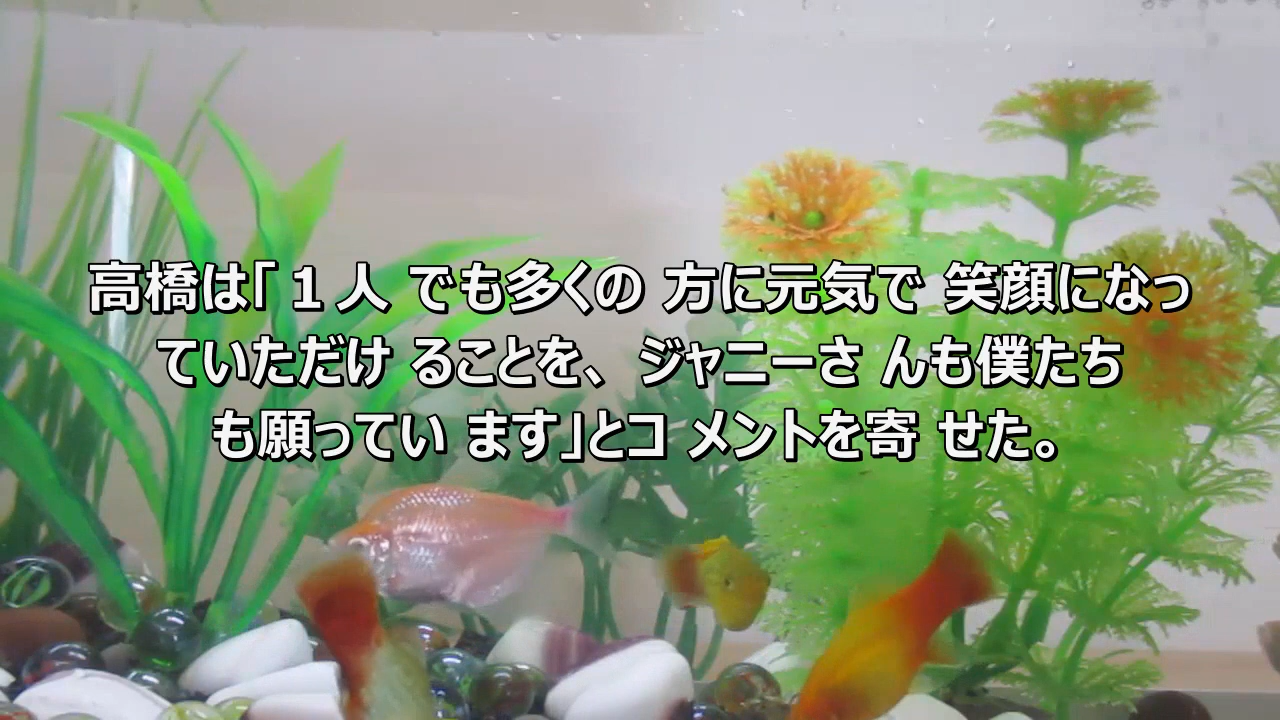 高橋は「１人 でも多くの 方に元気で 笑顔になっ
ていただけ ることを、 ジャニーさ んも僕たち
も願ってい ます」とコ メントを寄 せた。